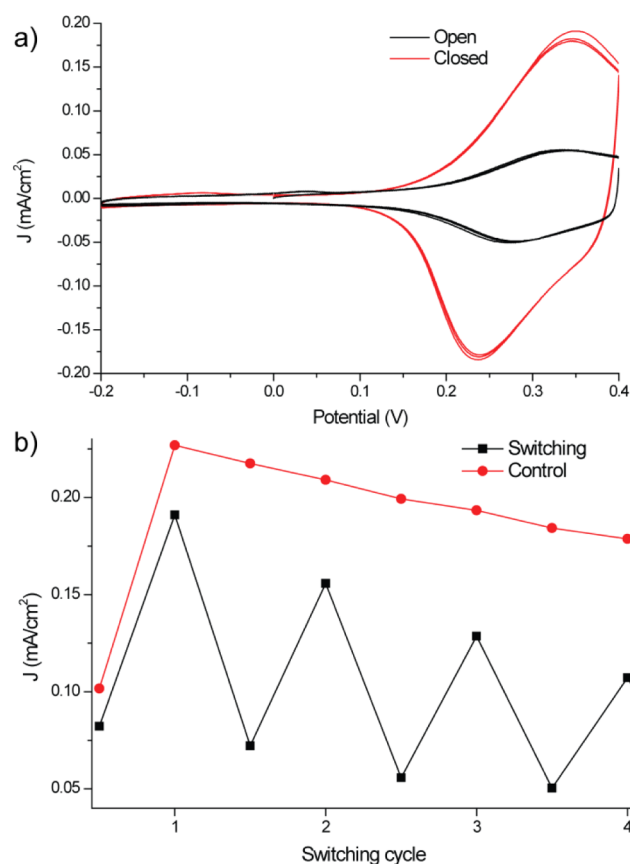 a)
Open
Closed
J (mA/cm²)
0.20
0.15
0.10
0.05
0.00
-0.05
-0.10
-0.15
-0.20
-0.2 -0.1 0.0 0.1 0.2 0.3 0.4
Potential (V)
b)
Switching
Control
J (mA/cm²)
0.20
0.15
0.10
0.05
1 2 3 4
Switching cycle